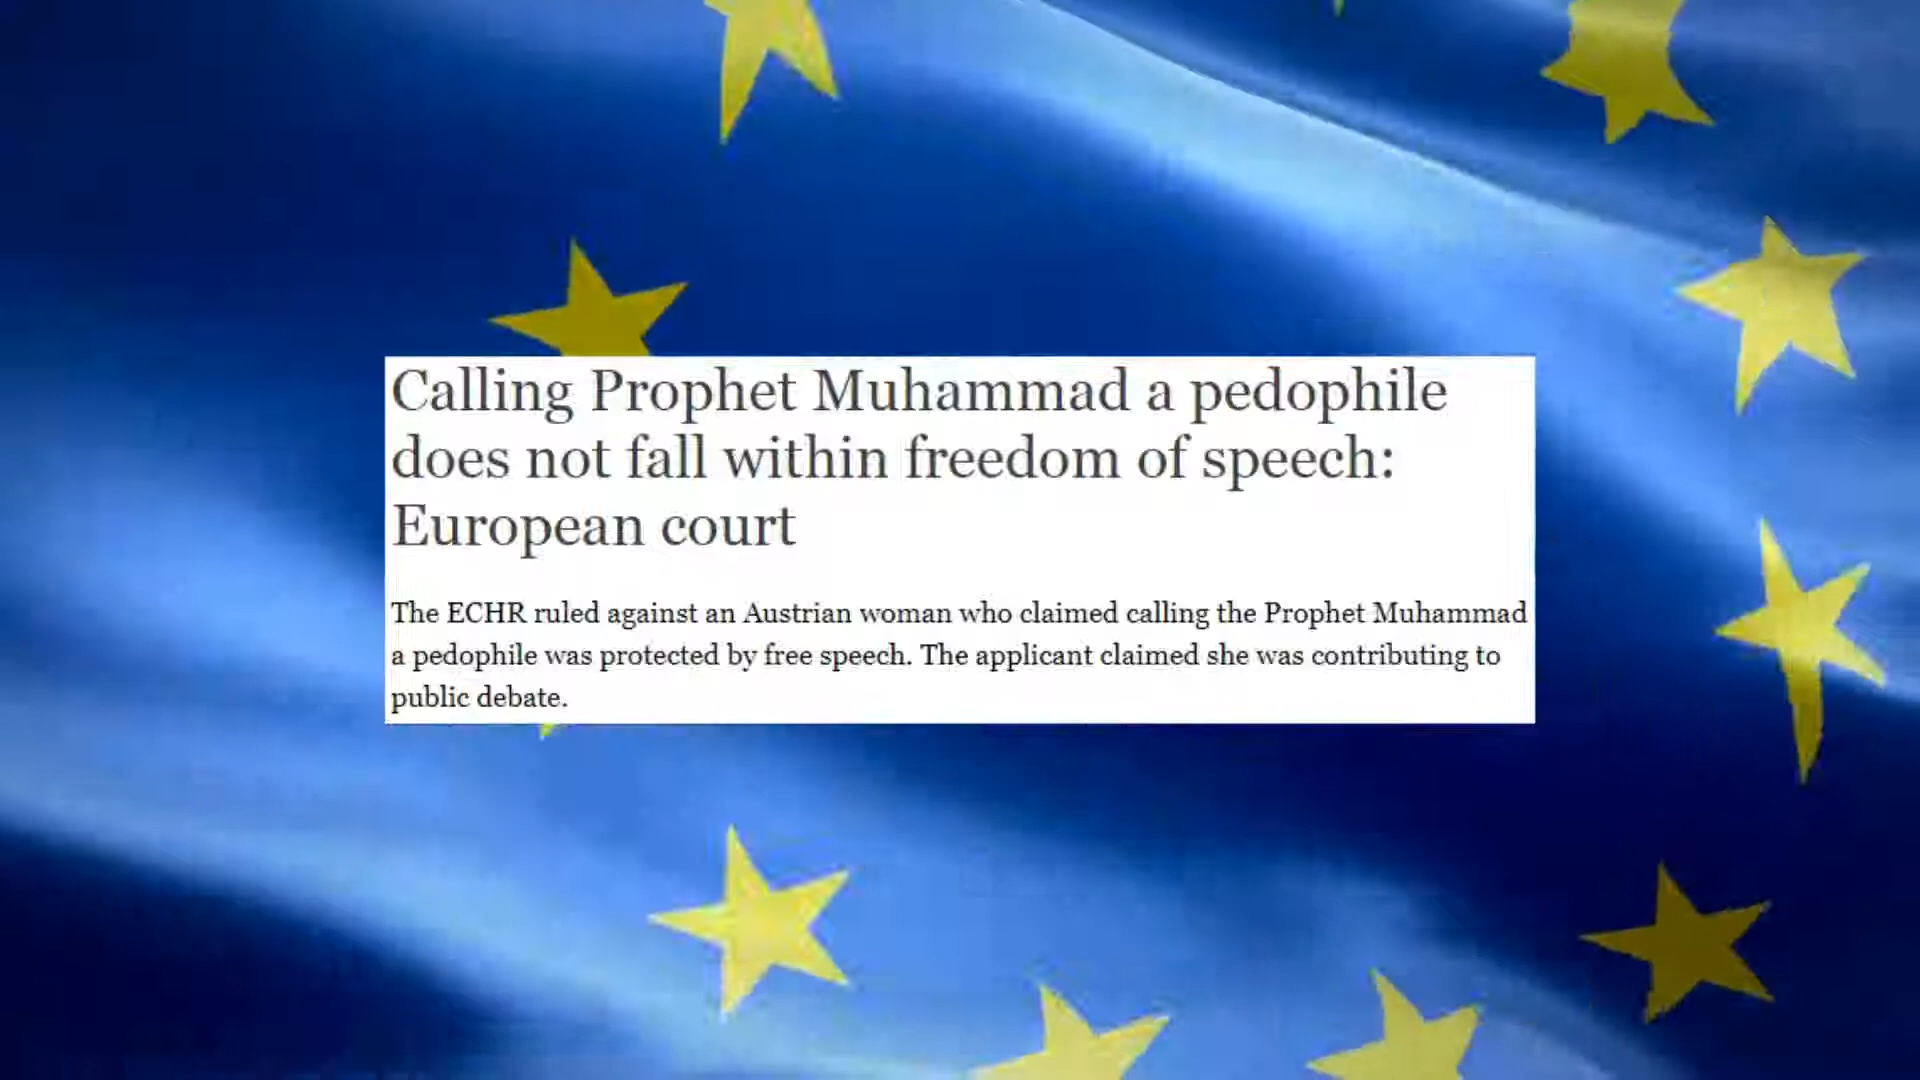 Calling Prophet Muhammad a pedophile
does not fall within freedom of speech:
European court
The ECHR ruled against an Austrian woman who claimed calling the Prophet Muhammad
a pedophile was protected by free speech. The applicant claimed she was contributing to
public debate.